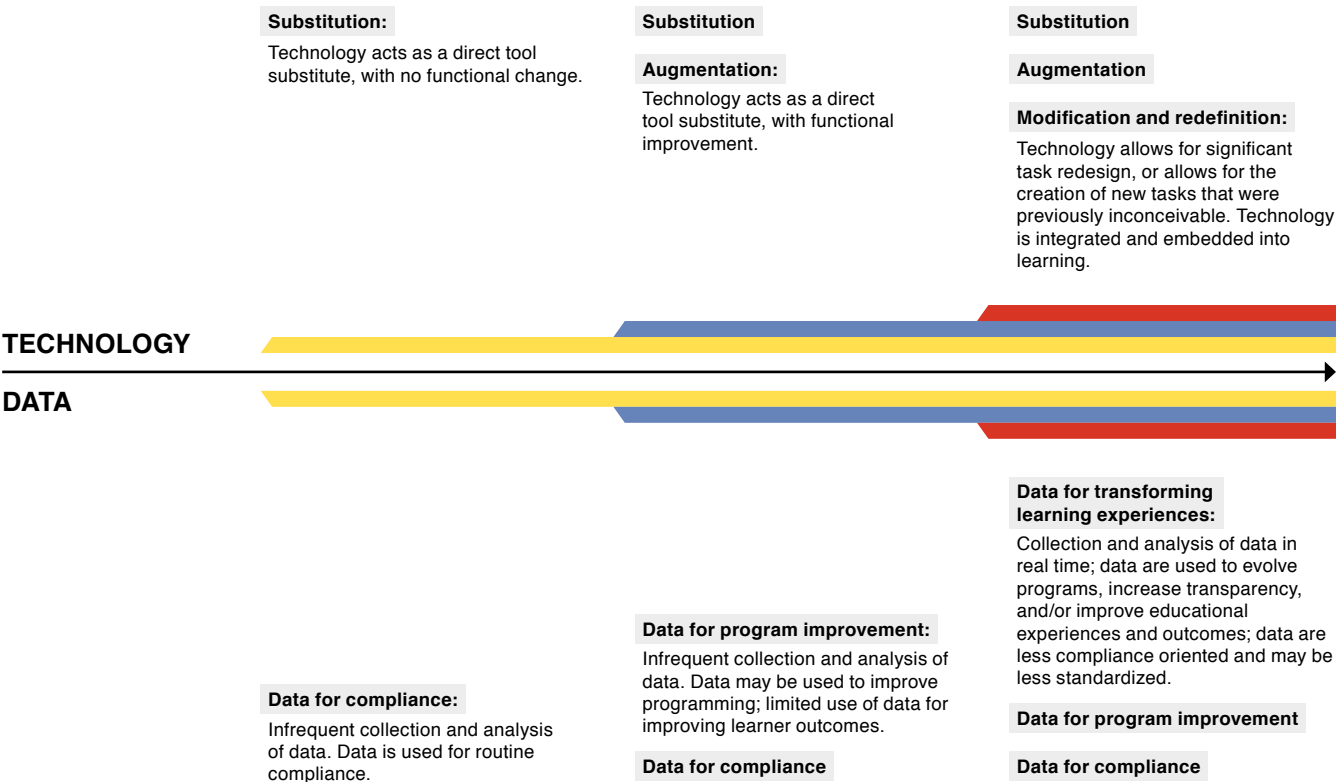 Substitution:
Technology acts as a direct tool
substitute, with no functional change.
Substitution
Augmentation:
Technology acts as a direct
tool substitute, with functional
improvement.
Substitution
Augmentation
Modification and redefinition:
Technology allows for significant
task redesign, or allows for the
creation of new tasks that were
previously inconceivable. Technology
is integrated and embedded into
learning.
TECHNOLOGY
DATA
Data for compliance:
Infrequent collection and analysis
of data. Data is used for routine
compliance.
Data for program improvement:
Infrequent collection and analysis of
data. Data may be used to improve
programming; limited use of data for
improving learner outcomes.
Data for compliance
Data for transforming
learning experiences:
Collection and analysis of data in
real time; data are used to evolve
programs, increase transparency,
and/or improve educational
experiences and outcomes; data are
less compliance oriented and may be
less standardized.
Data for program improvement
Data for compliance